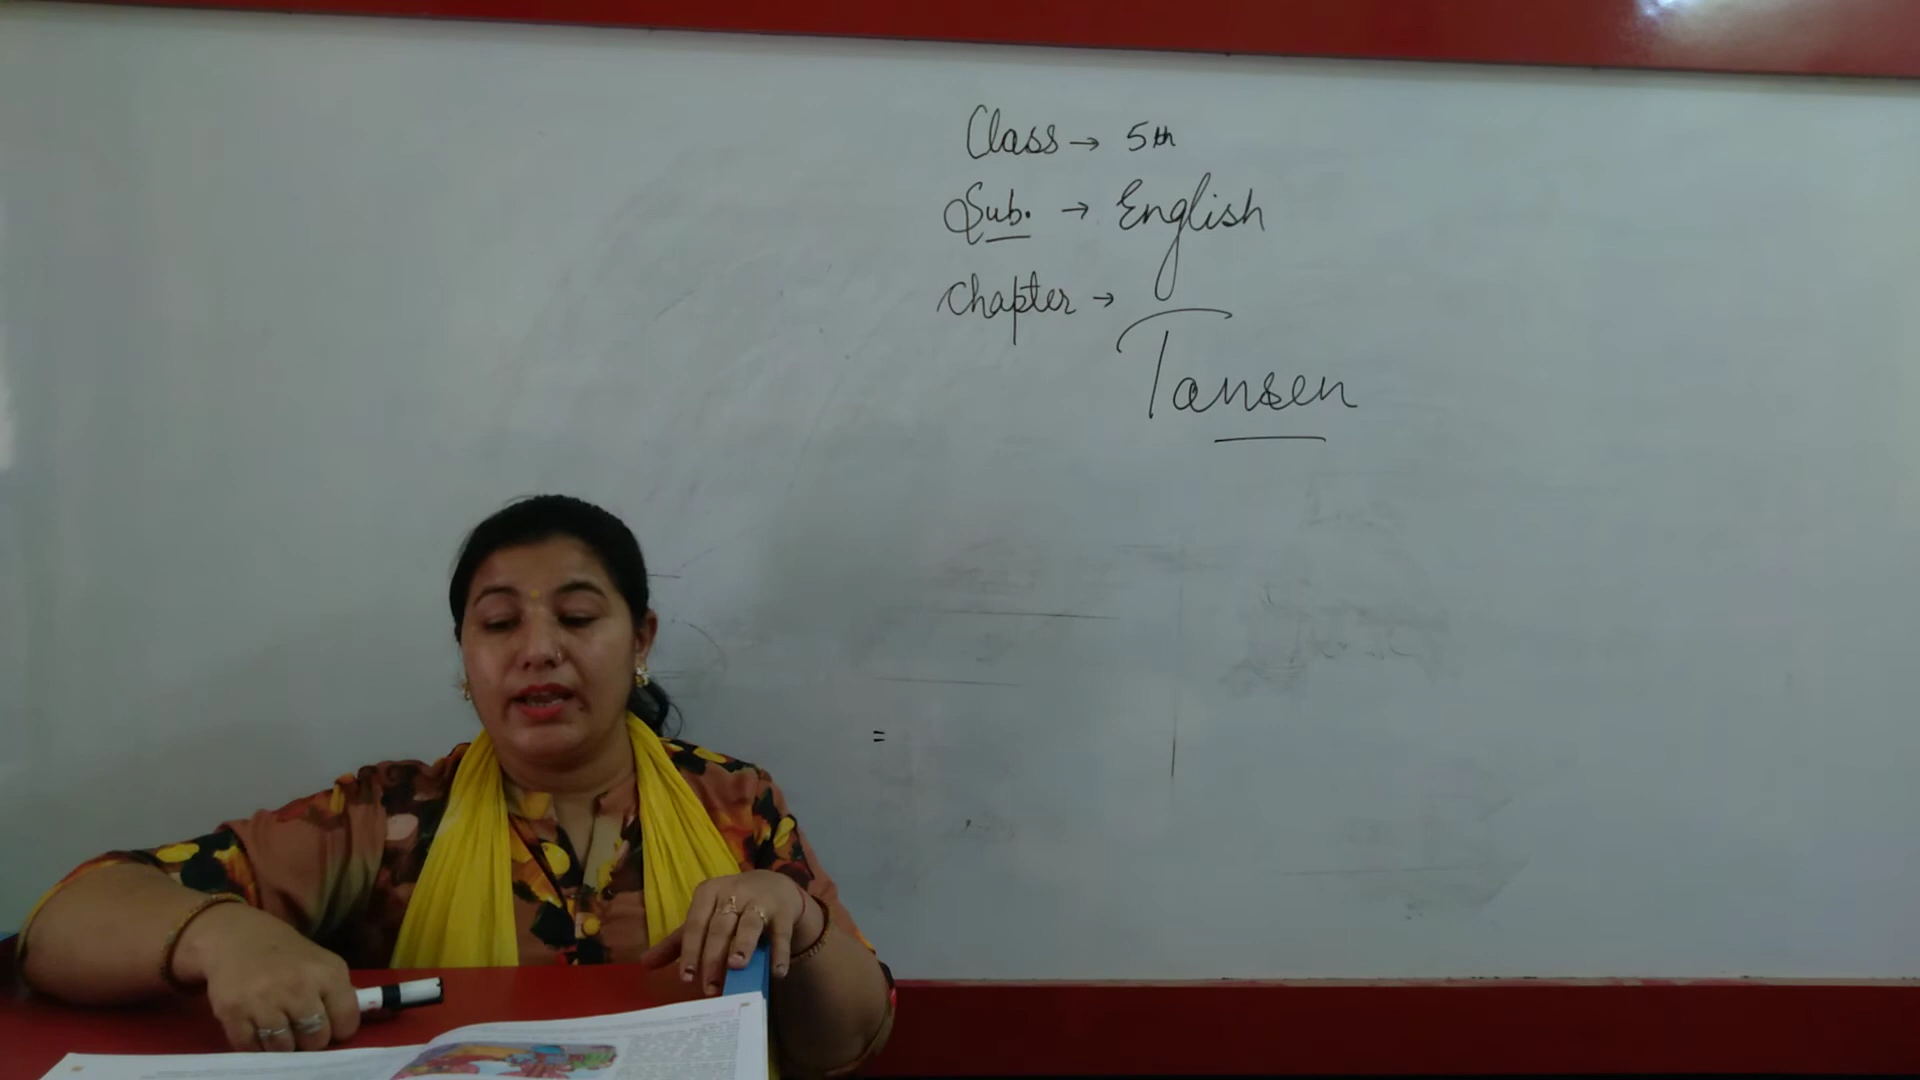 Class → 5th
Sub. → English
Chapter →
Tansen
=